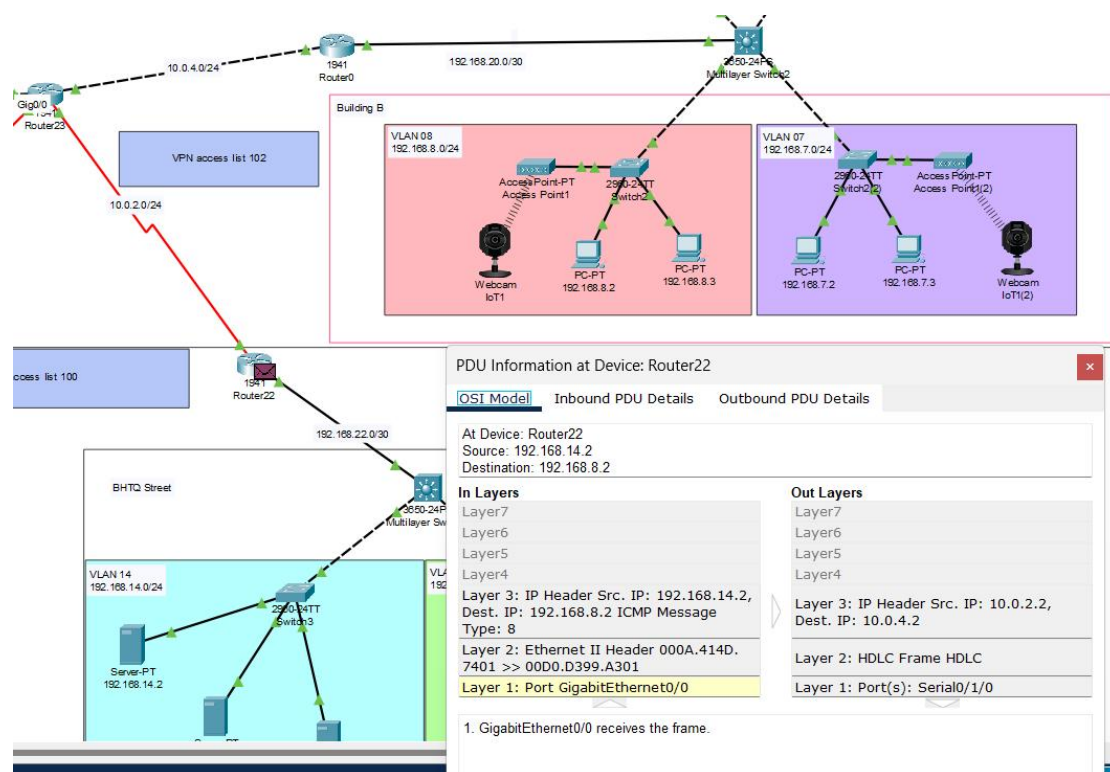 10.0.4.0/24
1941
Router0
192.168.20.0/30
3650-24PS
Multilayer Switch2
Gig0/0
1941
Router23
VPN access list 102
10.0.2.0/24
Building B
VLAN 08
192.168.8.0/24
AccessPoint-PT
Access Point1
2960-24TT
Switch2
Webcam
IoT1
PC-PT
192.168.8.2
PC-PT
192.168.8.3
VLAN 07
192.168.7.0/24
2960-24TT
Switch2(2)
AccessPoint-PT
Access Point1(2)
PC-PT
192.168.7.2
PC-PT
192.168.7.3
Webcam
IoT1(2)
ccess list 100
1941
Router22
192.168.22.0/30
BHTQ Street
3650-24P
Multilayer Sw
VLAN 14
192.168.14.0/24
VLA
192
2960-24TT
Switch3
Server-PT
192.168.14.2
PDU Information at Device: Router22
OSI Model Inbound PDU Details Outbound PDU Details
At Device: Router22
Source: 192.168.14.2
Destination: 192.168.8.2
In Layers
Layer7
Layer6
Layer5
Layer4
Layer 3: IP Header Src. IP: 192.168.14.2,
Dest. IP: 192.168.8.2 ICMP Message
Type: 8
Layer 2: Ethernet II Header 000A.414D.
7401 >> 00D0.D399.A301
Layer 1: Port GigabitEthernet0/0
Out Layers
Layer7
Layer6
Layer5
Layer4
Layer 3: IP Header Src. IP: 10.0.2.2,
Dest. IP: 10.0.4.2
Layer 2: HDLC Frame HDLC
Layer 1: Port(s): Serial0/1/0
1. GigabitEthernet0/0 receives the frame.